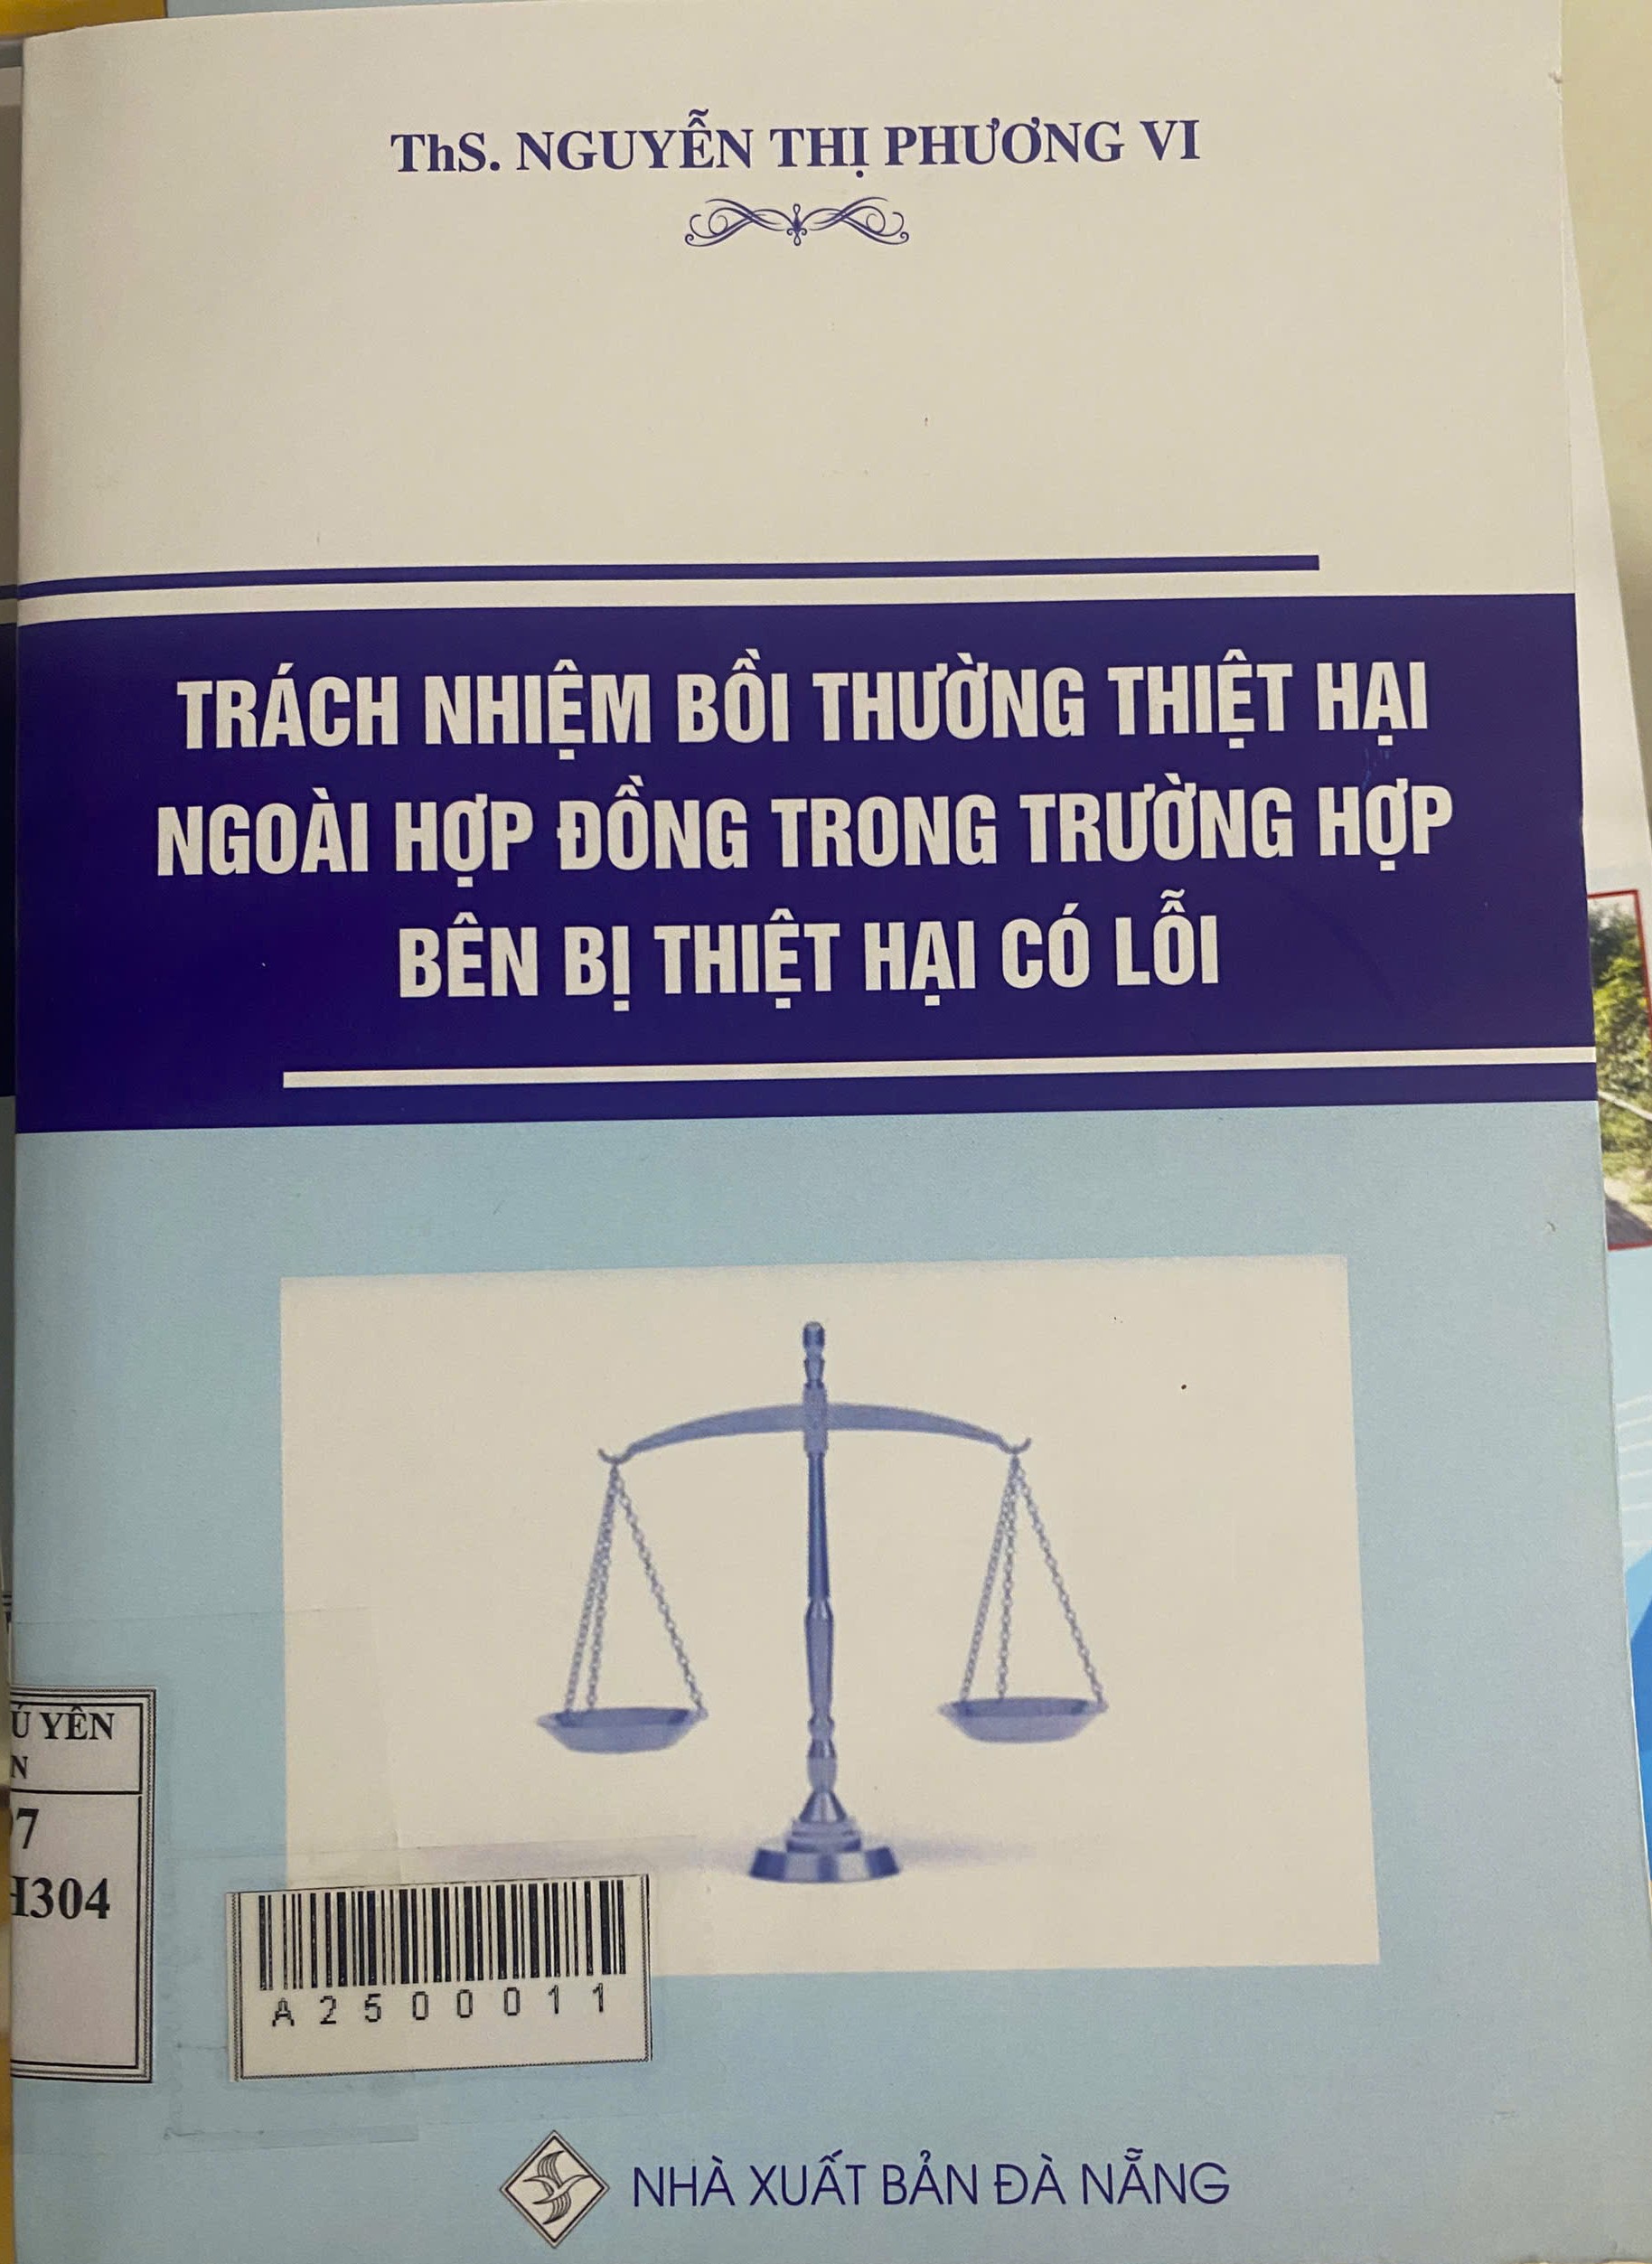 ThS. NGUYỄN THỊ PHƯƠNG VI
TRÁCH NHIỆM BỒI THƯỜNG THIỆT HẠI
NGOÀI HỢP ĐỒNG TRONG TRƯỜNG HỢP
BÊN BỊ THIỆT HẠI CÓ LỖI
Ú YÊN
N
7
H304
A2500011
NHÀ XUẤT BẢN ĐÀ NẴNG